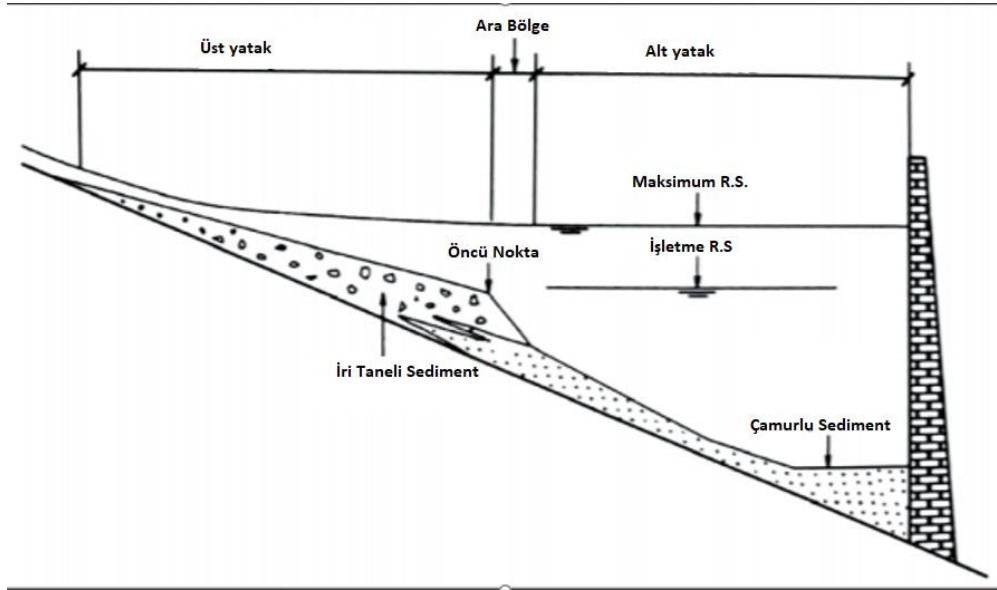 Ara Bölge
Üst yatak
Alt yatak
Maksimum R.S.
Öncü Nokta
İşletme R.S
İri Taneli Sediment
Çamurlu Sediment